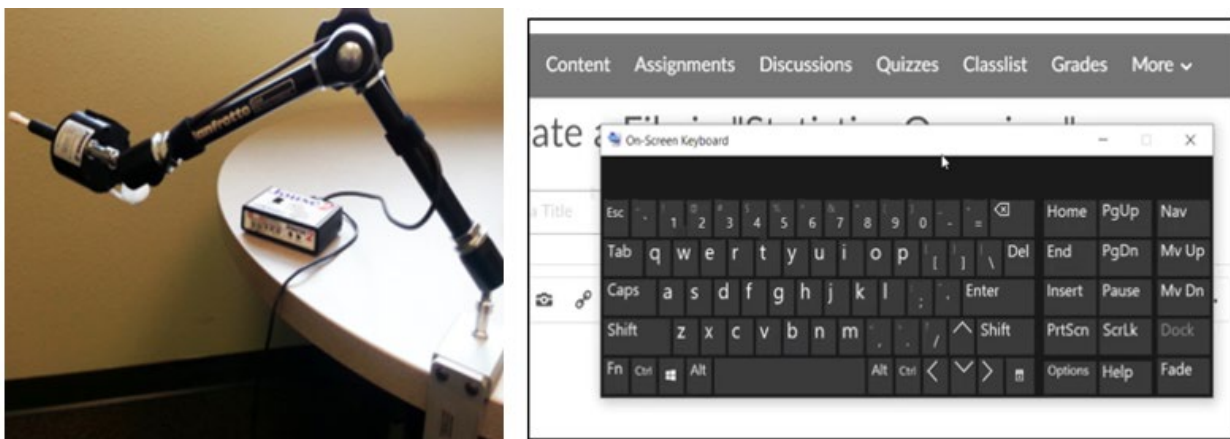 manfrotto
Jouse2
Content Assignments Discussions Quizzes Classlist Grades More
On-Screen Keyboard
a Title
Esc 1 2 3 4 5 6 7 8 9 0 - = Home PgUp Nav
Tab q w e r t y u i o p [ ] \ Del End PgDn Mv Up
Caps a s d f g h j k l ; ' Enter Insert Pause Mv Dn
Shift z x c v b n m , . / Shift PrtScn ScrLk Dock
Fn Ctrl Alt Alt Ctrl Options Help Fade